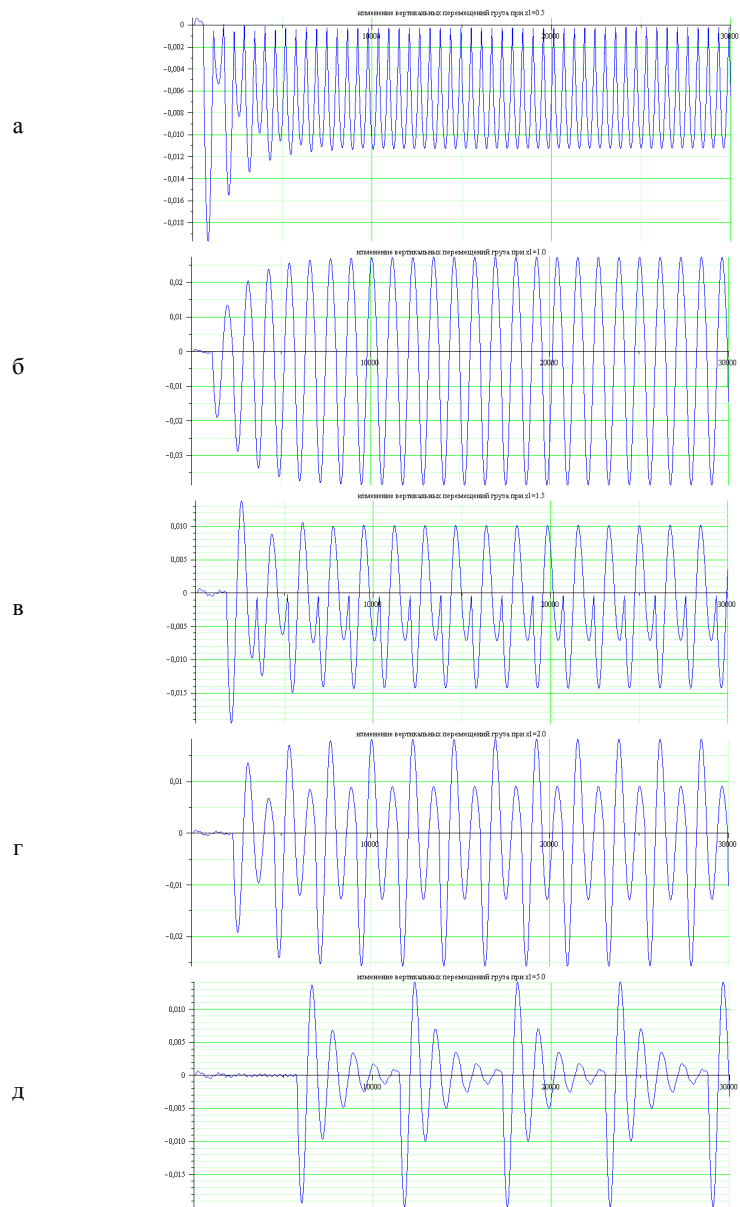 изменение вертикальных перемещений груза при xl=0.5
10000 20000 30000
0
-0,002
-0,004
-0,006
-0,008
-0,010
-0,012
-0,014
-0,016
-0,018
а
изменение вертикальных перемещений груза при xl=1.0
0,02
0,01
0
10000 20000 30000
-0,01
-0,02
-0,03
б
изменение вертикальных перемещений груза при xl=1.5
0,010
0,005
0
10000 20000 30000
-0,005
-0,010
-0,015
в
изменение вертикальных перемещений груза при xl=2.0
0,01
0
10000 20000 30000
-0,01
-0,02
г
изменение вертикальных перемещений груза при xl=5.0
0,010
0,005
0
10000 20000 30000
-0,005
-0,010
-0,015
д